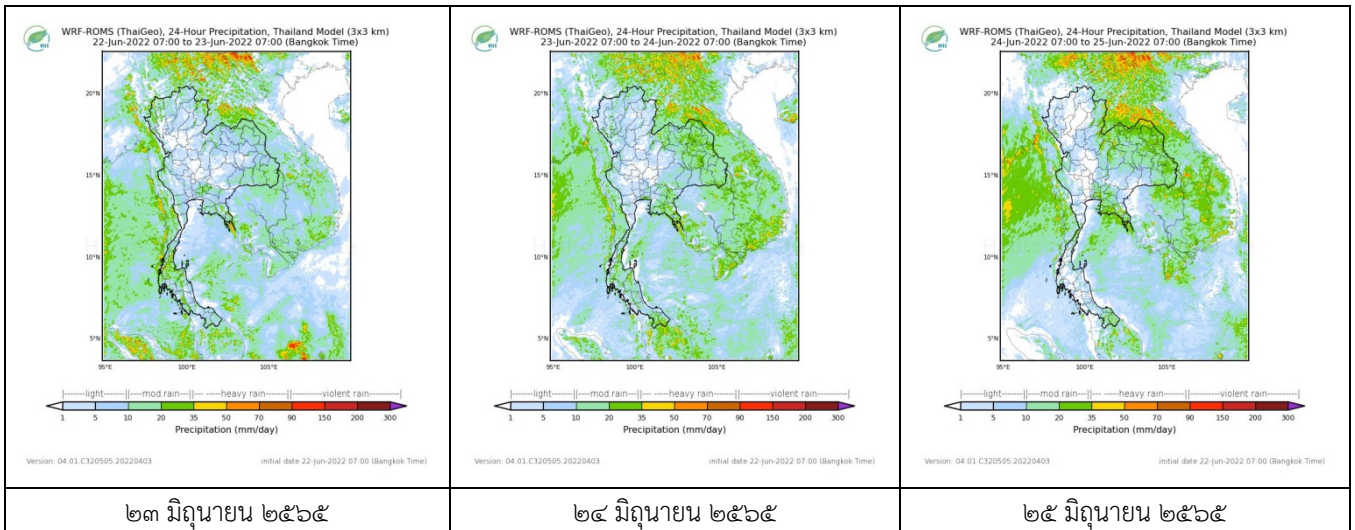 WRF-ROMS (ThaiGeo), 24-Hour Precipitation, Thailand Model (3x3 km)
22-Jun-2022 07:00 to 23-Jun-2022 07:00 (Bangkok Time)
HII
20°N
15°N
10°N
5°N
95°E 100°E 105°E
|-------light------||---mod.rain---||--- ---heavy rain---||-------violent rain-------|
1 5 10 20 35 50 70 90 150 200 300
Precipitation (mm/day)
Version: 04.01.C320505.20220403 initial date 22-Jun-2022 07:00 (Bangkok Time)
๒๓ มิถุนายน ๒๕๖๕
WRF-ROMS (ThaiGeo), 24-Hour Precipitation, Thailand Model (3x3 km)
23-Jun-2022 07:00 to 24-Jun-2022 07:00 (Bangkok Time)
HII
20°N
15°N
10°N
5°N
95°E 100°E 105°E
|-------light------||---mod.rain---||--- ---heavy rain---||-------violent rain-------|
1 5 10 20 35 50 70 90 150 200 300
Precipitation (mm/day)
Version: 04.01.C320505.20220403 initial date 22-Jun-2022 07:00 (Bangkok Time)
๒๔ มิถุนายน ๒๕๖๕
WRF-ROMS (ThaiGeo), 24-Hour Precipitation, Thailand Model (3x3 km)
24-Jun-2022 07:00 to 25-Jun-2022 07:00 (Bangkok Time)
HII
20°N
15°N
10°N
5°N
95°E 100°E 105°E
|-------light------||---mod.rain---||--- ---heavy rain---||-------violent rain-------|
1 5 10 20 35 50 70 90 150 200 300
Precipitation (mm/day)
Version: 04.01.C320505.20220403 initial date 22-Jun-2022 07:00 (Bangkok Time)
๒๕ มิถุนายน ๒๕๖๕